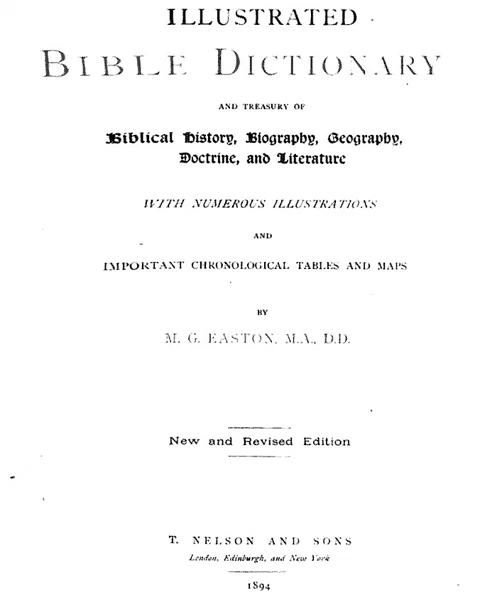 ILLUSTRATED
BIBLE DICTIONARY
AND TREASURY OF
Biblical History, Biography, Geography,
Doctrine, and Literature
WITH NUMEROUS ILLUSTRATIONS
AND
IMPORTANT CHRONOLOGICAL TABLES AND MAPS
BY
M. G. EASTON, M.A., D.D.
New and Revised Edition
T. NELSON AND SONS
London, Edinburgh, and New York
1894